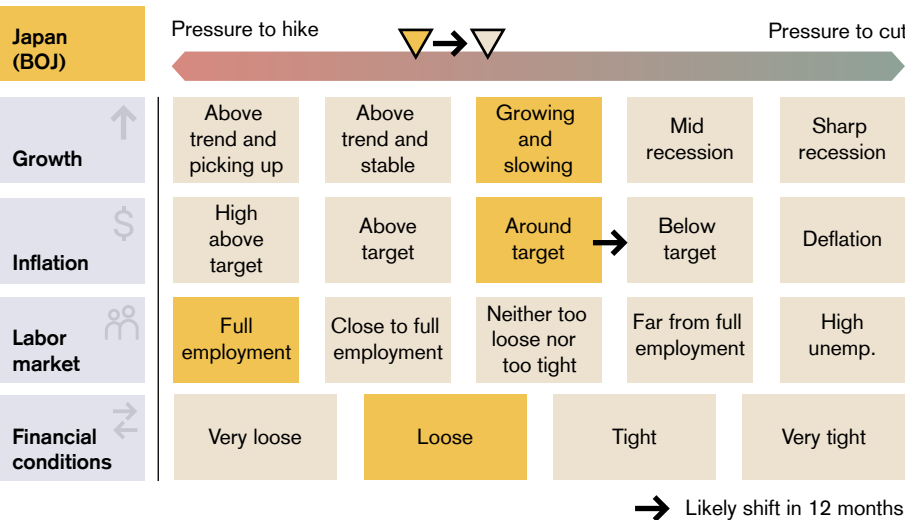 Japan
(BOJ)
Pressure to hike
Pressure to cut
Growth
Above
trend and
picking up
Above
trend and
stable
Growing
and
slowing
Mid
recession
Sharp
recession
$
Inflation
High
above
target
Above
target
Around
target
Below
target
Deflation
Labor
market
Full
employment
Close to full
employment
Neither too
loose nor
too tight
Far from full
employment
High
unemp.
Financial
conditions
Very loose
Loose
Tight
Very tight
Likely shift in 12 months